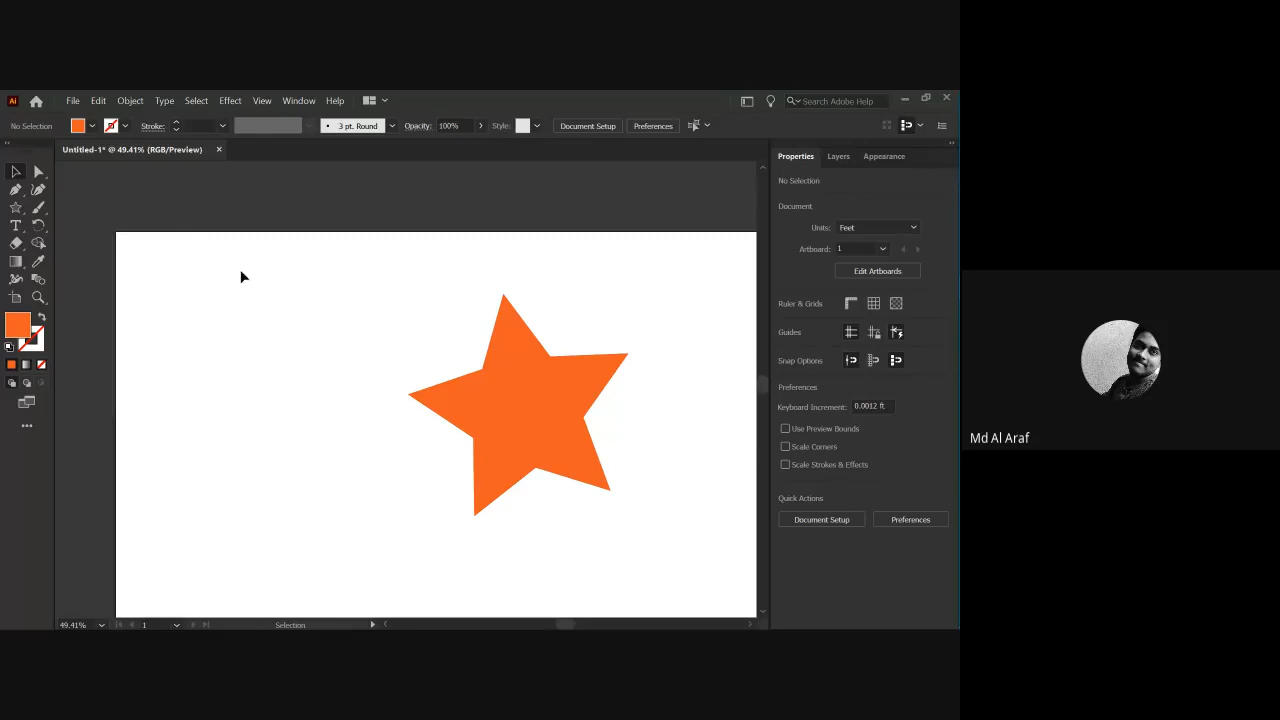 Ai File Edit Object Type Select Effect View Window Help Search Adobe Help
No Selection Stroke: 3 pt. Round Opacity: 100% Style: Document Setup Preferences
Untitled-1* @ 49.41% (RGB/Preview) ×
Properties Layers Appearance
No Selection
Document
Units: Feet
Artboard: 1
Edit Artboards
Ruler & Grids
Guides
Snap Options
Preferences
Keyboard Increment: 0.0012 ft
Use Preview Bounds
Scale Corners
Scale Strokes & Effects
Quick Actions
Document Setup Preferences
49.41% 1 Selection
Md Al Araf